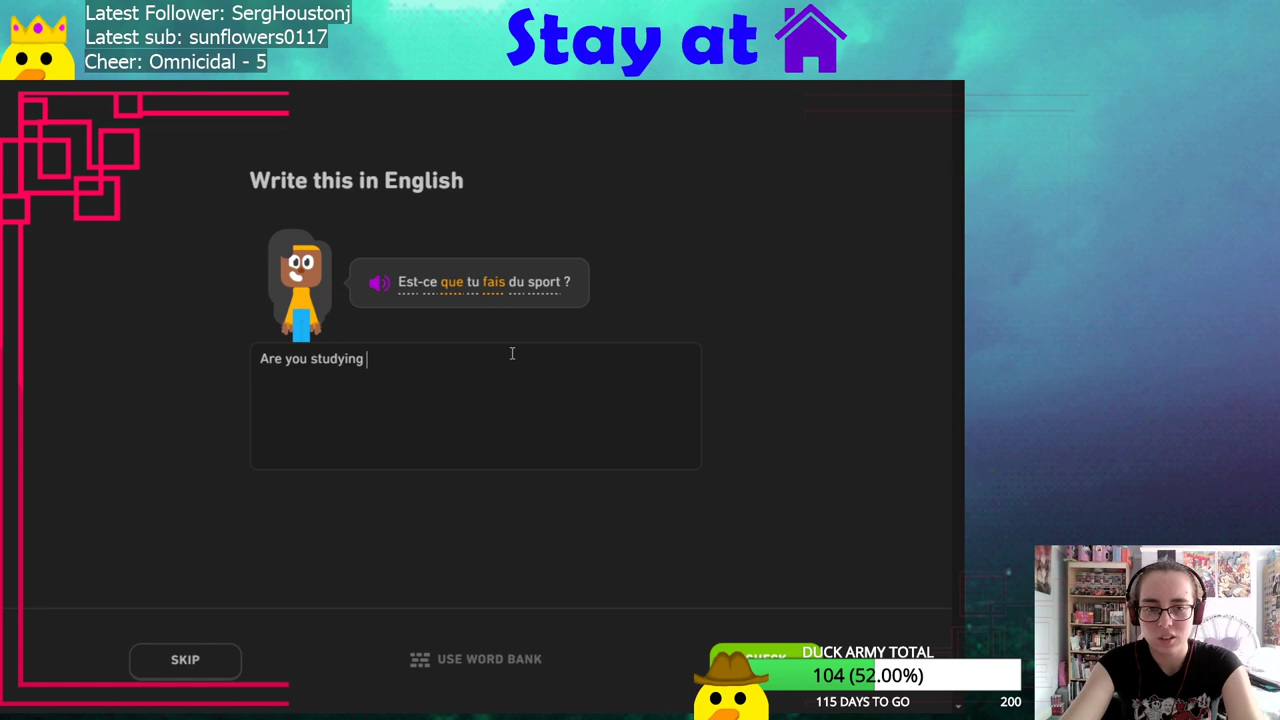 Latest Follower: SergHoustonj
Latest sub: sunflowers0117
Cheer: Omnicidal - 5
Stay at
Write this in English
Est-ce que tu fais du sport ?
Are you studying
SKIP
USE WORD BANK
CHECK
DUCK ARMY TOTAL
104 (52.00%)
115 DAYS TO GO
200